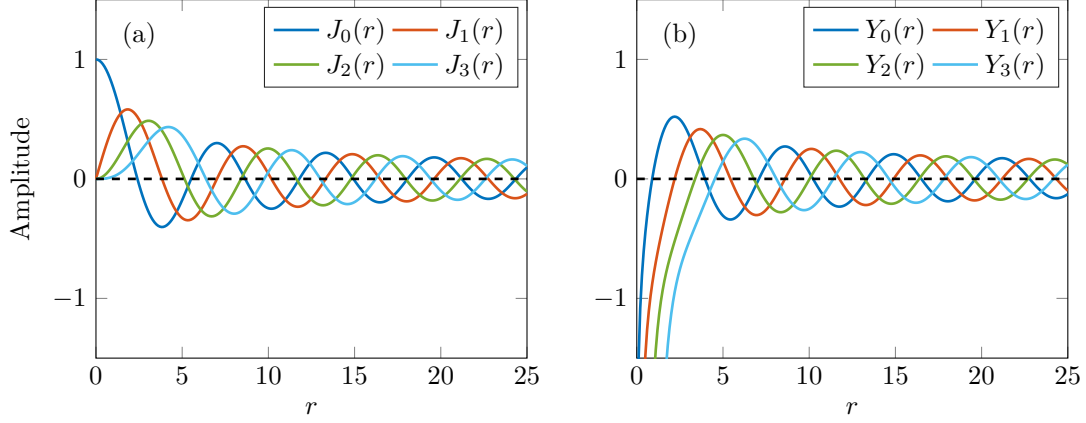 (a)
J₀(r) J₁(r)
J₂(r) J₃(r)
1
0
−1
Amplitude
0 5 10 15 20 25
r
(b)
Y₀(r) Y₁(r)
Y₂(r) Y₃(r)
1
0
−1
0 5 10 15 20 25
r